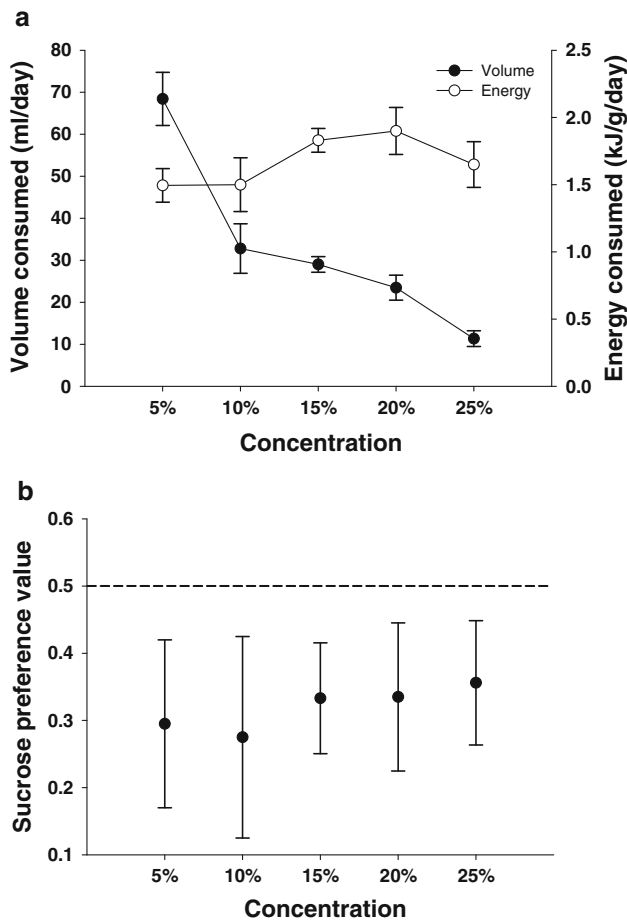 a
Volume consumed (ml/day)
80
70
60
50
40
30
20
10
0
Volume
Energy
2.5
2.0
1.5
1.0
0.5
0.0
Energy consumed (kJ/g/day)
5% 10% 15% 20% 25%
Concentration
b
Sucrose preference value
0.6
0.5
0.4
0.3
0.2
0.1
5% 10% 15% 20% 25%
Concentration